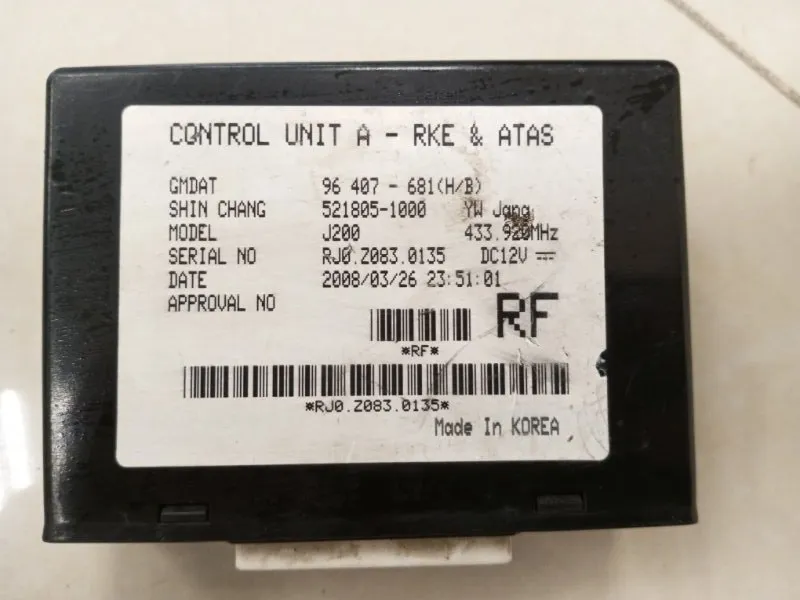 CONTROL UNIT A - RKE & ATAS
GMDAT 96 407 - 681(H/B)
SHIN CHANG 521805-1000 YW Jang
MODEL J200 433.920MHz
SERIAL NO RJ0.Z083.0135 DC12V
DATE 2008/03/26 23:51:01
APPROVAL NO
RF
*RF*
*RJ0.Z083.0135*
Made In KOREA